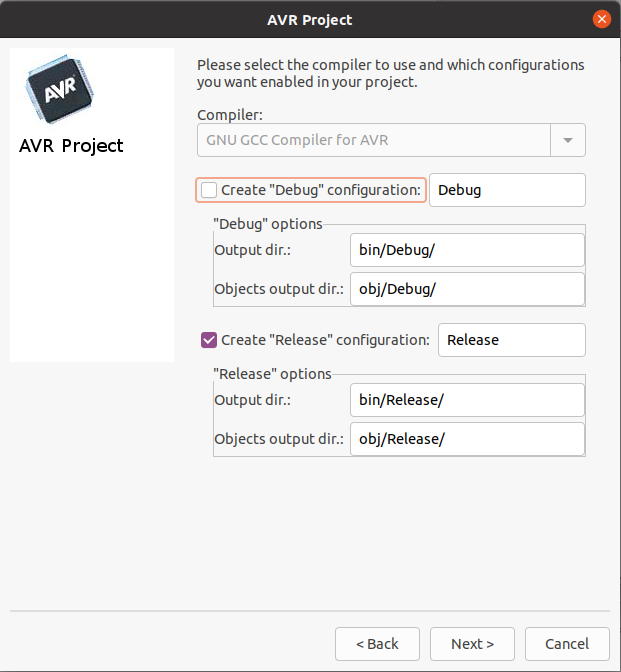 AVR Project
AVR
AVR Project
Please select the compiler to use and which configurations
you want enabled in your project.
Compiler:
GNU GCC Compiler for AVR
Create "Debug" configuration: Debug
"Debug" options
Output dir.: bin/Debug/
Objects output dir.: obj/Debug/
Create "Release" configuration: Release
"Release" options
Output dir.: bin/Release/
Objects output dir.: obj/Release/
< Back Next > Cancel